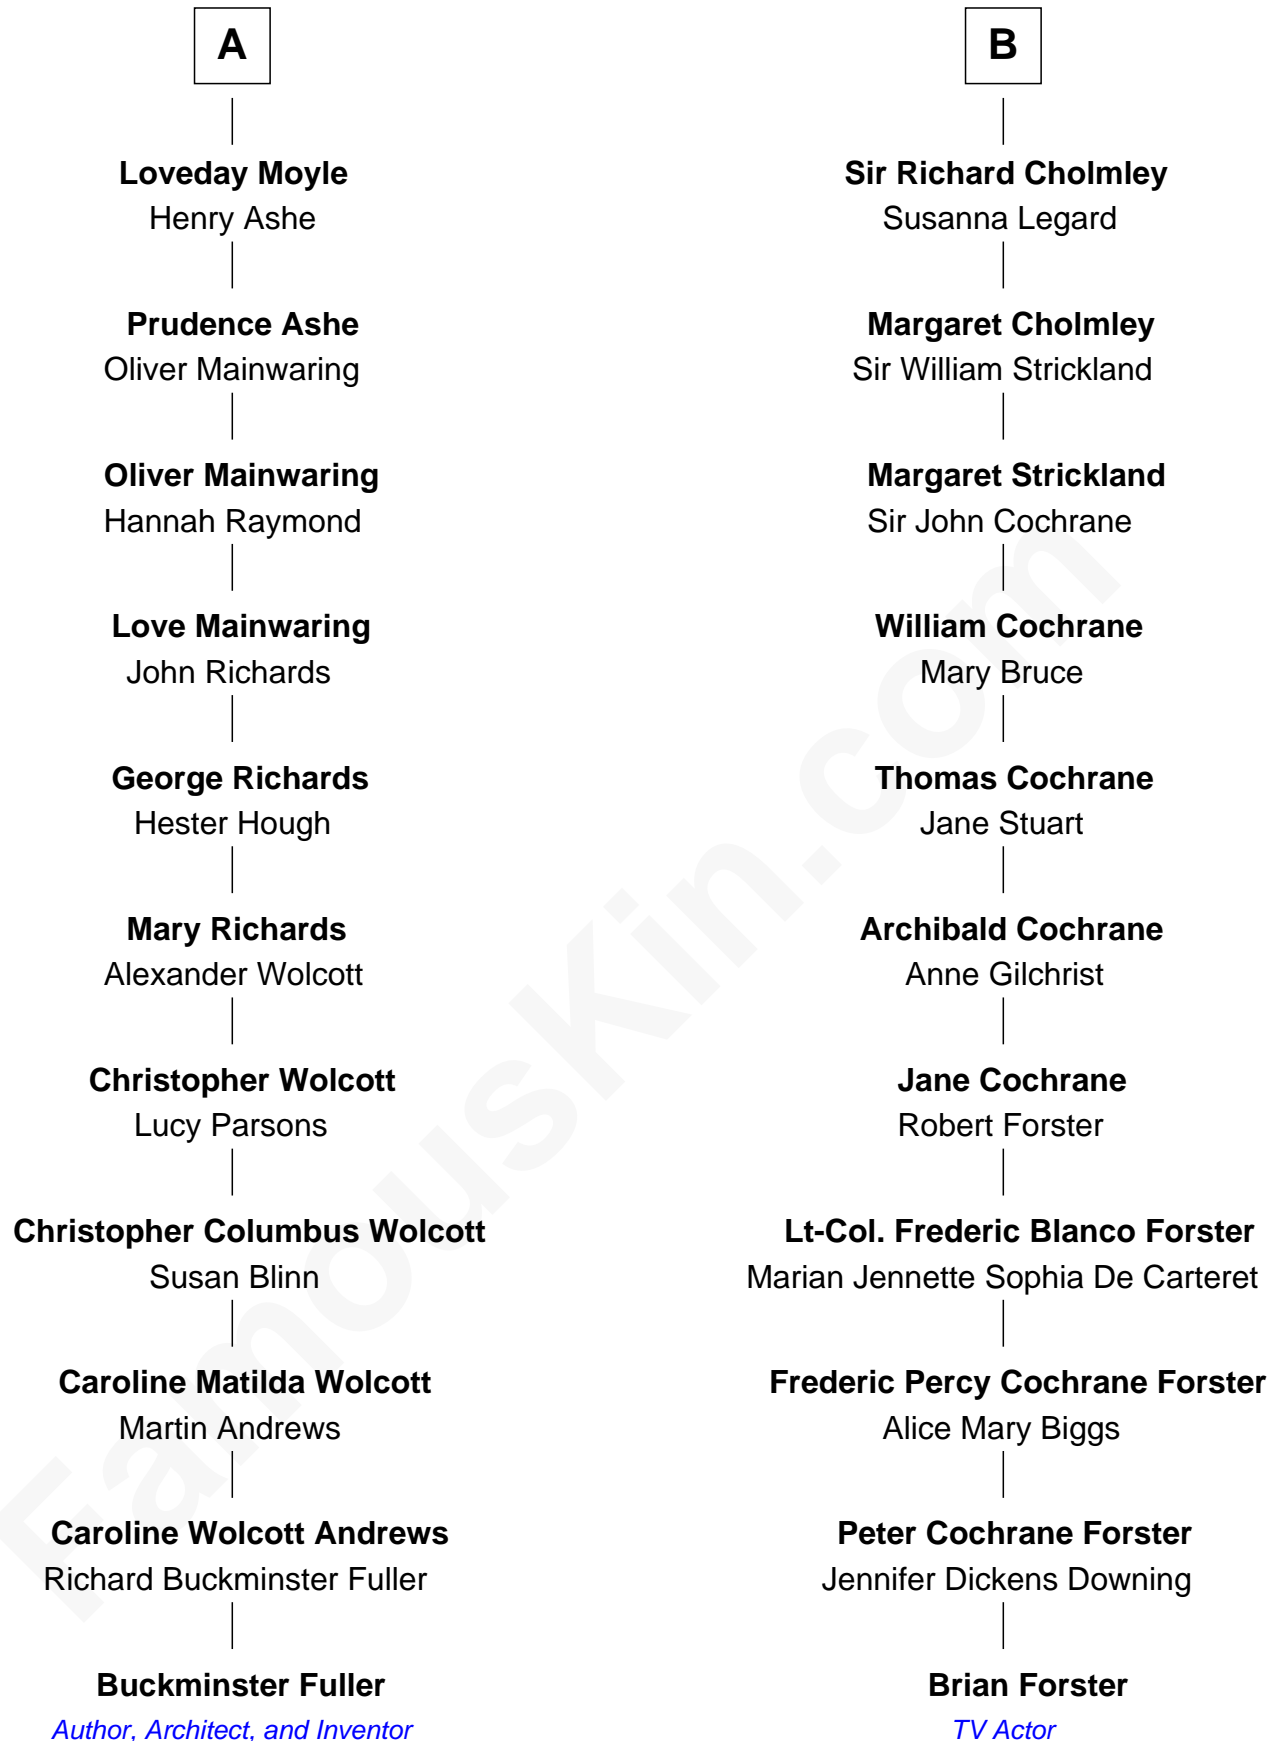 A
Loveday Moyle
Henry Ashe
Prudence Ashe
Oliver Mainwaring
Oliver Mainwaring
Hannah Raymond
Love Mainwaring
John Richards
George Richards
Hester Hough
Mary Richards
Alexander Wolcott
Christopher Wolcott
Lucy Parsons
Christopher Columbus Wolcott
Susan Blinn
Caroline Matilda Wolcott
Martin Andrews
Caroline Wolcott Andrews
Richard Buckminster Fuller
Buckminster Fuller
Author, Architect, and Inventor
B
Sir Richard Cholmley
Susanna Legard
Margaret Cholmley
Sir William Strickland
Margaret Strickland
Sir John Cochrane
William Cochrane
Mary Bruce
Thomas Cochrane
Jane Stuart
Archibald Cochrane
Anne Gilchrist
Jane Cochrane
Robert Forster
Lt-Col. Frederic Blanco Forster
Marian Jennette Sophia De Carteret
Frederic Percy Cochrane Forster
Alice Mary Biggs
Peter Cochrane Forster
Jennifer Dickens Downing
Brian Forster
TV Actor
FamousKin.com